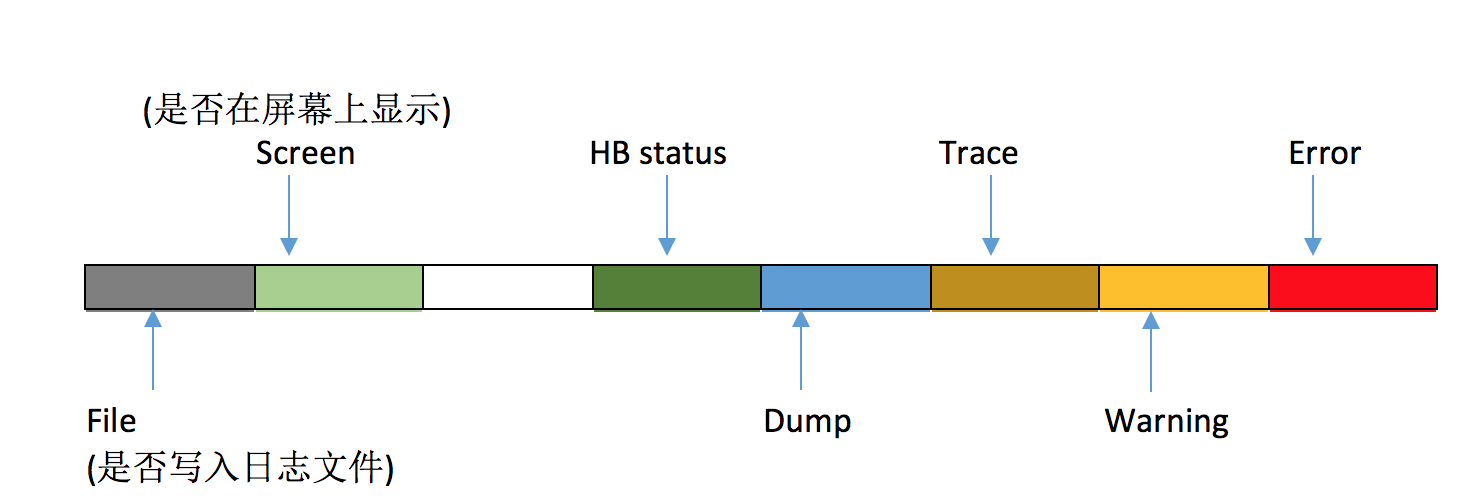 (是否在屏幕上显示)
Screen
HB status
Trace
Error
File
(是否写入日志文件)
Dump
Warning